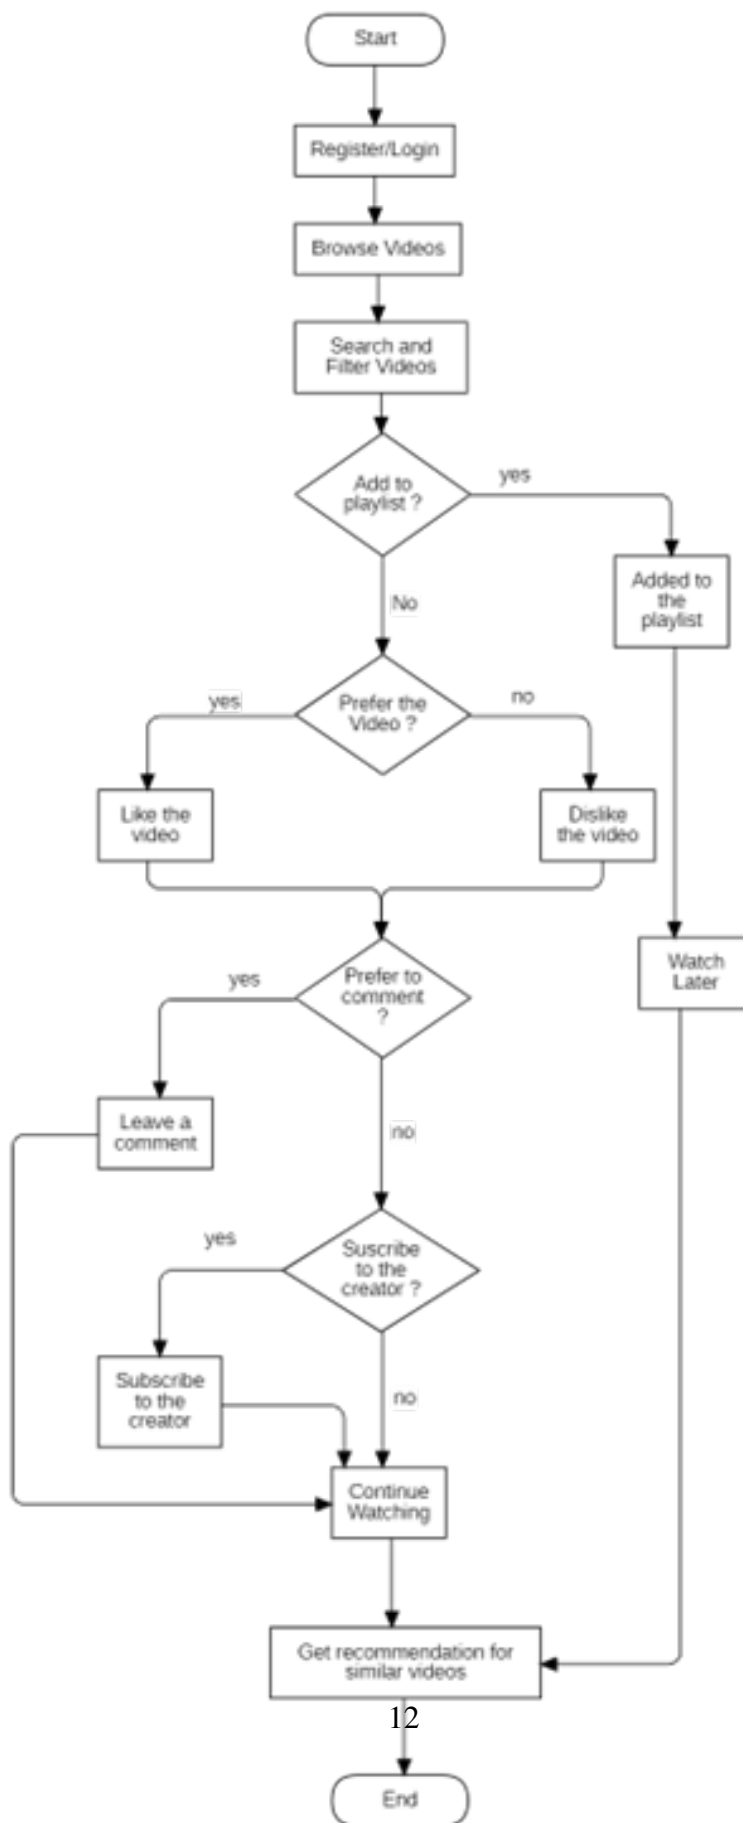 Start
Register/Login
Browse Videos
Search and
Filter Videos
Add to
playlist ?
yes
No
Added to
the
playlist
Prefer the
Video ?
yes
no
Like the
video
Dislike
the video
Prefer to
comment
?
yes
Watch
Later
Leave a
comment
no
Suscribe
to the
creator ?
yes
Subscribe
to the
creator
no
Continue
Watching
Get recommendation for
similar videos
12
End